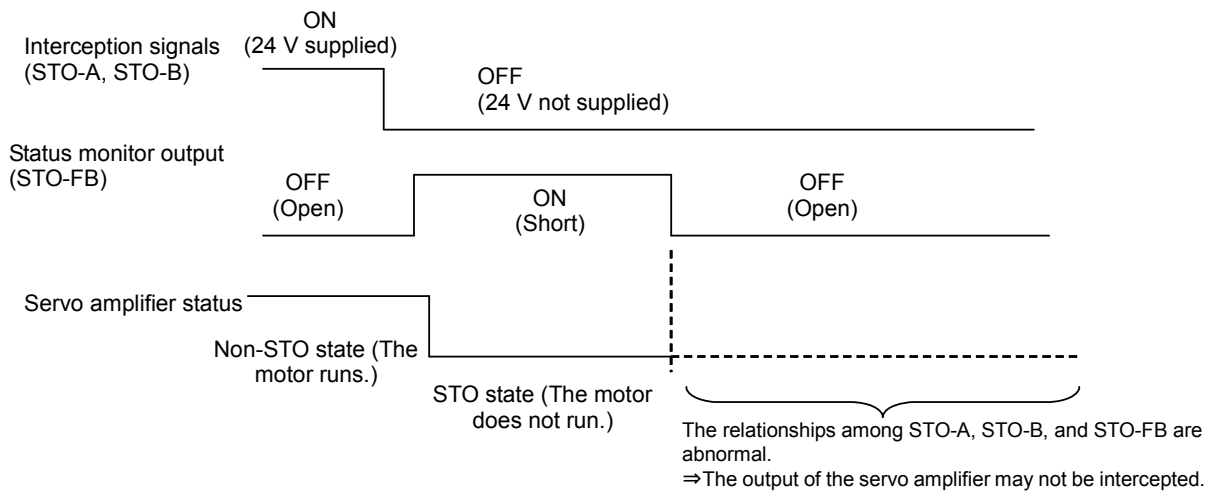 ON
(24 V supplied)
Interception signals
(STO-A, STO-B)
OFF
(24 V not supplied)
Status monitor output
(STO-FB)
OFF
(Open)
ON
(Short)
OFF
(Open)
Servo amplifier status
Non-STO state (The
motor runs.)
STO state (The motor
does not run.)
The relationships among STO-A, STO-B, and STO-FB are
abnormal.
⇒The output of the servo amplifier may not be intercepted.